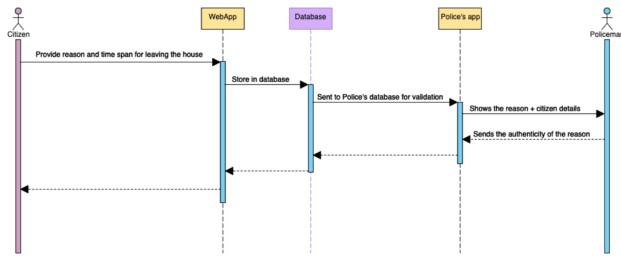 WebApp
Database
Police's app
Citizen
Policeman
Provide reason and time span for leaving the house
Store in database
Sent to Police's database for validation
Shows the reason + citizen details
Sends the authenticity of the reason